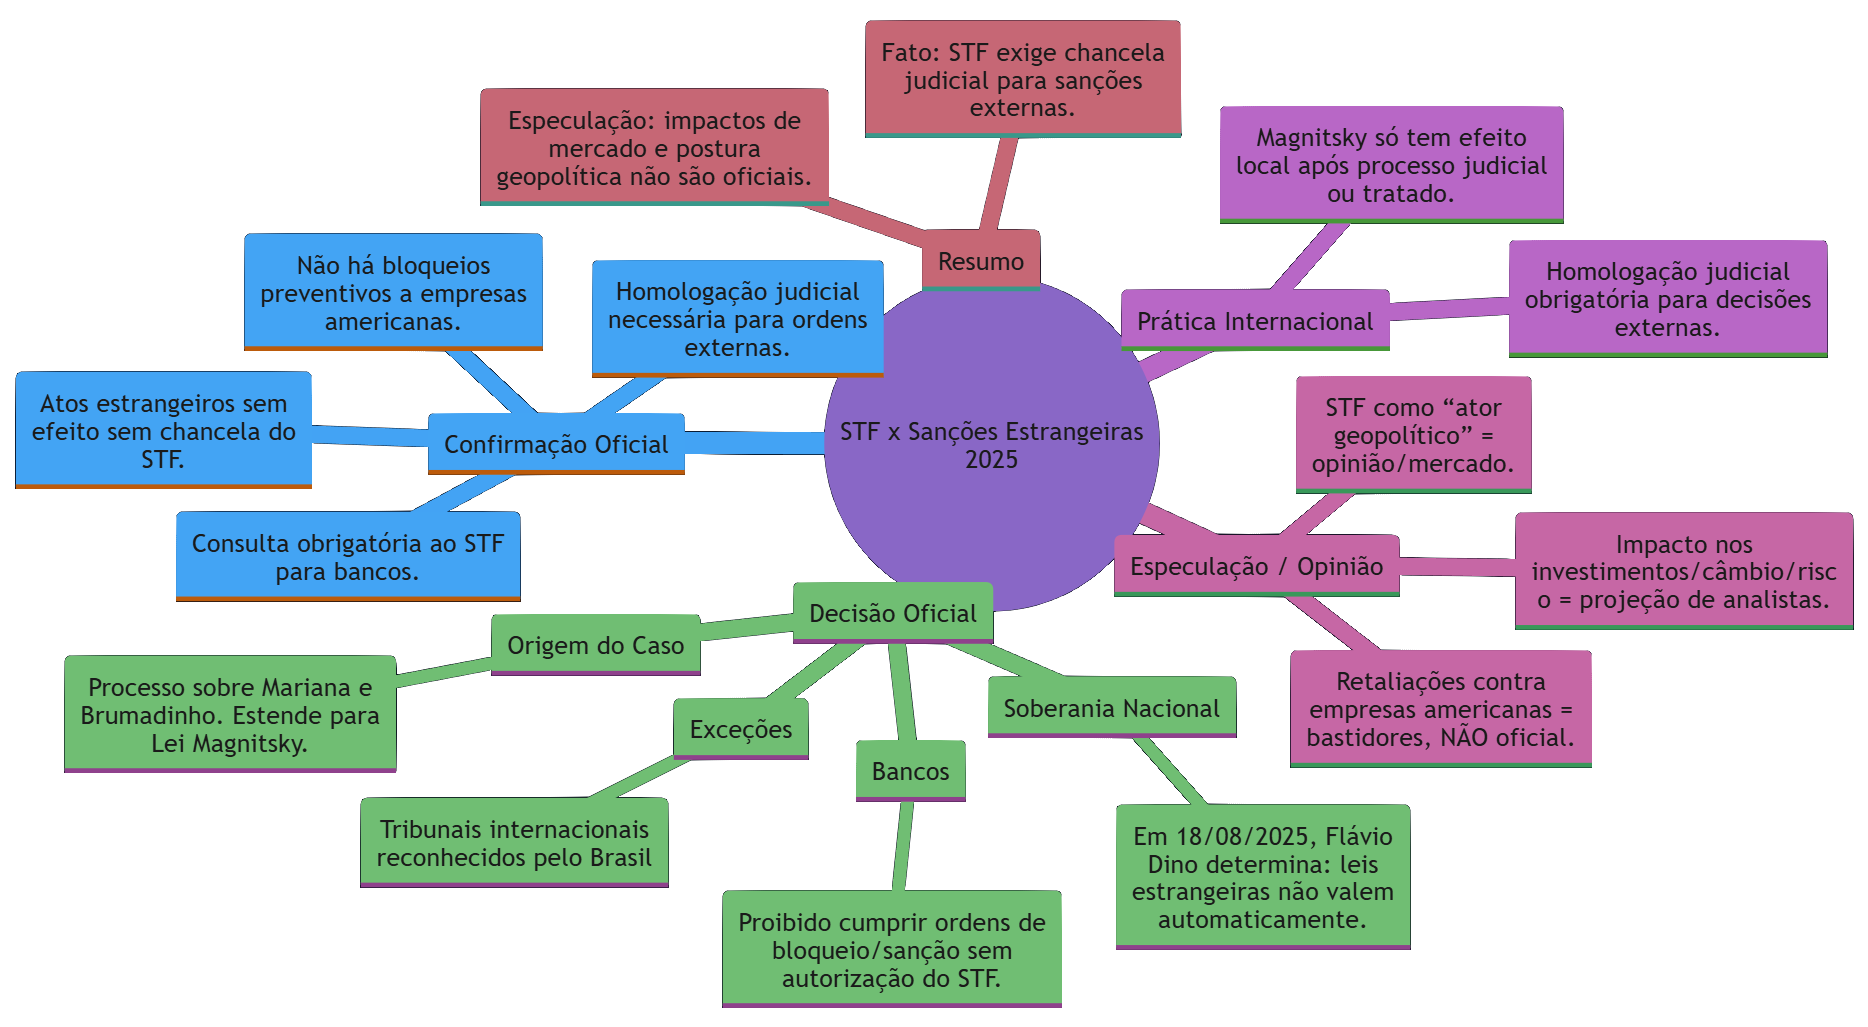 Fato: STF exige chancela
judicial para sanções
externas.
Especulação: impactos de
mercado e postura
geopolítica não são oficiais.
Resumo
Magnitsky só tem efeito
local após processo judicial
ou tratado.
Homologação judicial
obrigatória para decisões
externas.
Prática Internacional
Não há bloqueios
preventivos a empresas
americanas.
Homologação judicial
necessária para ordens
externas.
Atos estrangeiros sem
efeito sem chancela do
STF.
Confirmação Oficial
Consulta obrigatória ao STF
para bancos.
STF x Sanções Estrangeiras
2025
STF como “ator
geopolítico” =
opinião/mercado.
Especulação / Opinião
Impacto nos
investimentos/câmbio/risc
o = projeção de analistas.
Retaliações contra
empresas americanas =
bastidores, NÃO oficial.
Decisão Oficial
Origem do Caso
Processo sobre Mariana e
Brumadinho. Estende para
Lei Magnitsky.
Exceções
Tribunais internacionais
reconhecidos pelo Brasil
Bancos
Proibido cumprir ordens de
bloqueio/sanção sem
autorização do STF.
Soberania Nacional
Em 18/08/2025, Flávio
Dino determina: leis
estrangeiras não valem
automaticamente.